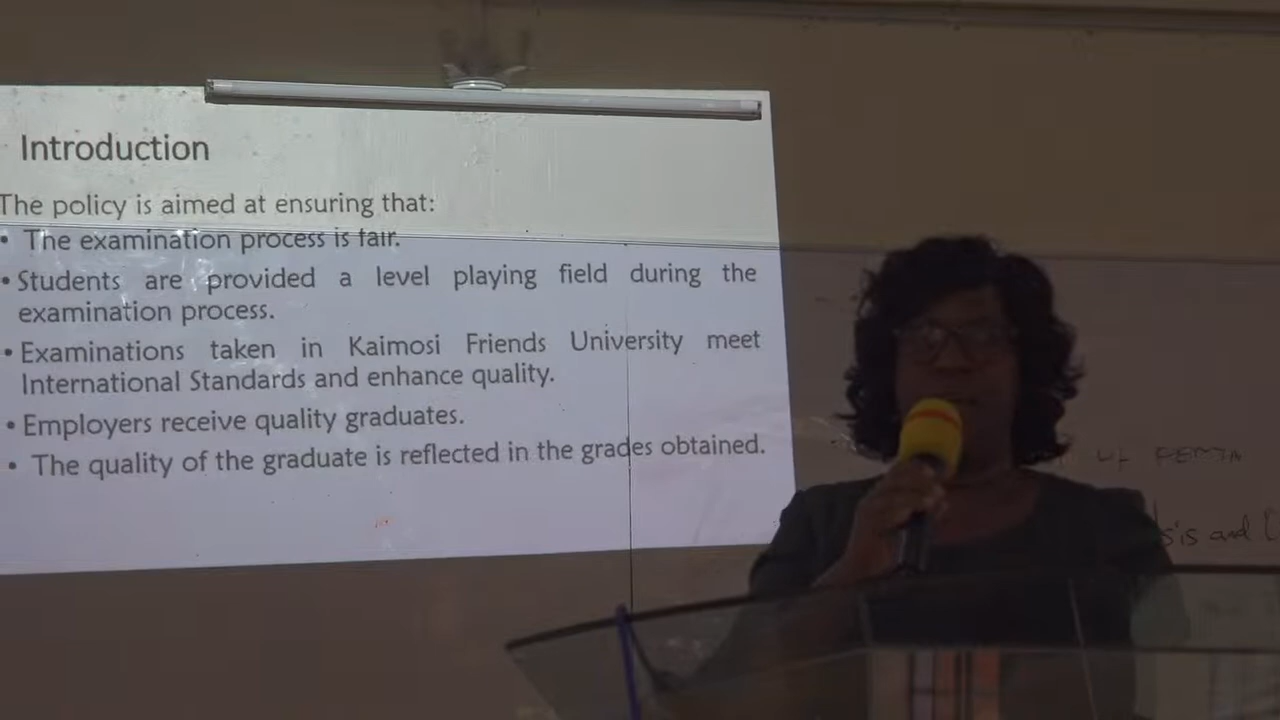 Introduction
The policy is aimed at ensuring that:
• The examination process is fair.
• Students are provided a level playing field during the
examination process.
• Examinations taken in Kaimosi Friends University meet
International Standards and enhance quality.
• Employers receive quality graduates.
• The quality of the graduate is reflected in the grades obtained.
and